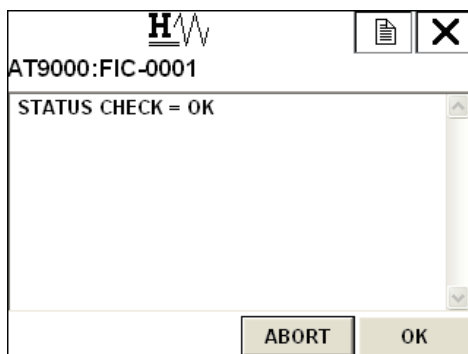 H
AT9000:FIC-0001
STATUS CHECK = OK
ABORT
OK